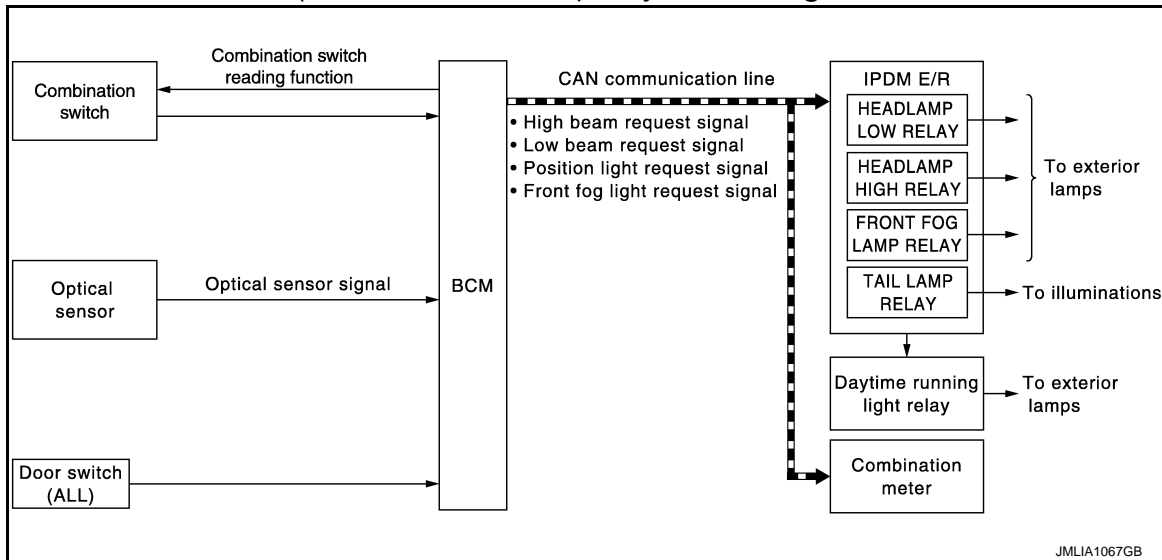 Combination switch
reading function
Combination
switch
Optical
sensor
Optical sensor signal
Door switch
(ALL)
BCM
CAN communication line
• High beam request signal
• Low beam request signal
• Position light request signal
• Front fog light request signal
IPDM E/R
HEADLAMP
LOW RELAY
HEADLAMP
HIGH RELAY
FRONT FOG
LAMP RELAY
TAIL LAMP
RELAY
To exterior
lamps
To illuminations
Daytime running
light relay
To exterior
lamps
Combination
meter
JMLIA1067GB